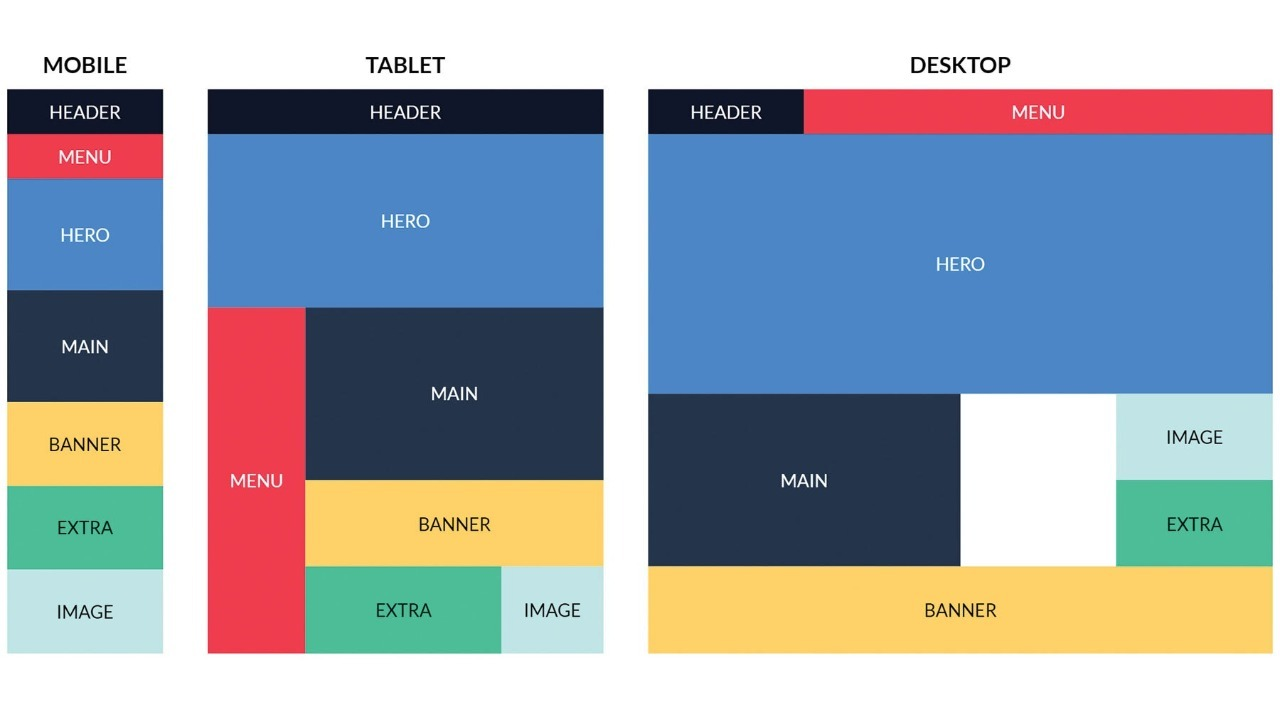 MOBILE
HEADER
MENU
HERO
MAIN
BANNER
EXTRA
IMAGE
TABLET
HEADER
HERO
MENU
MAIN
BANNER
EXTRA
IMAGE
DESKTOP
HEADER
MENU
HERO
MAIN
IMAGE
EXTRA
BANNER